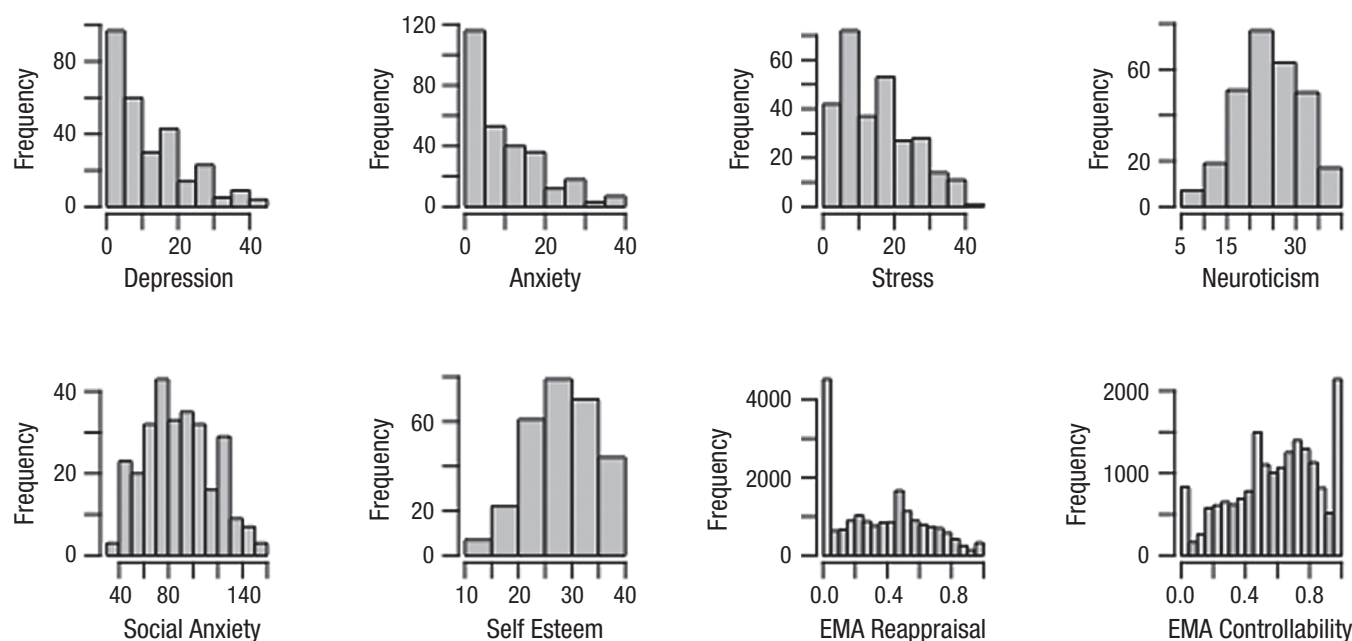 Frequency
80
40
0
0 20 40
Depression
Frequency
120
80
40
0
0 20 40
Anxiety
Frequency
60
40
20
0
0 20 40
Stress
Frequency
60
20
0
5 15 30
Neuroticism
Frequency
40
20
0
40 80 140
Social Anxiety
Frequency
60
20
0
10 20 30 40
Self Esteem
Frequency
4000
2000
0
0.0 0.4 0.8
EMA Reappraisal
Frequency
2000
1000
0
0.0 0.4 0.8
EMA Controllability